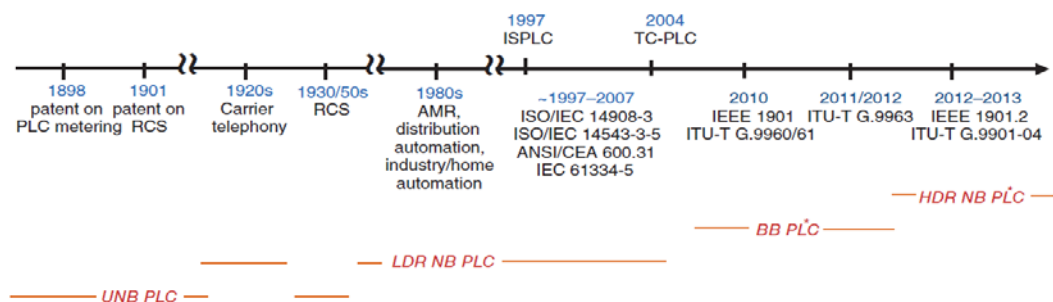 1997
ISPLC
2004
TC-PLC
1898
patent on
PLC metering
1901
patent on
RCS
1920s
Carrier
telephony
1930/50s
RCS
1980s
AMR,
distribution
automation,
industry/home
automation
~1997–2007
ISO/IEC 14908-3
ISO/IEC 14543-3-5
ANSI/CEA 600.31
IEC 61334-5
2010
IEEE 1901
ITU-T G.9960/61
2011/2012
ITU-T G.9963
2012–2013
IEEE 1901.2
ITU-T G.9901-04
HDR NB PLC*
BB PLC*
LDR NB PLC
UNB PLC